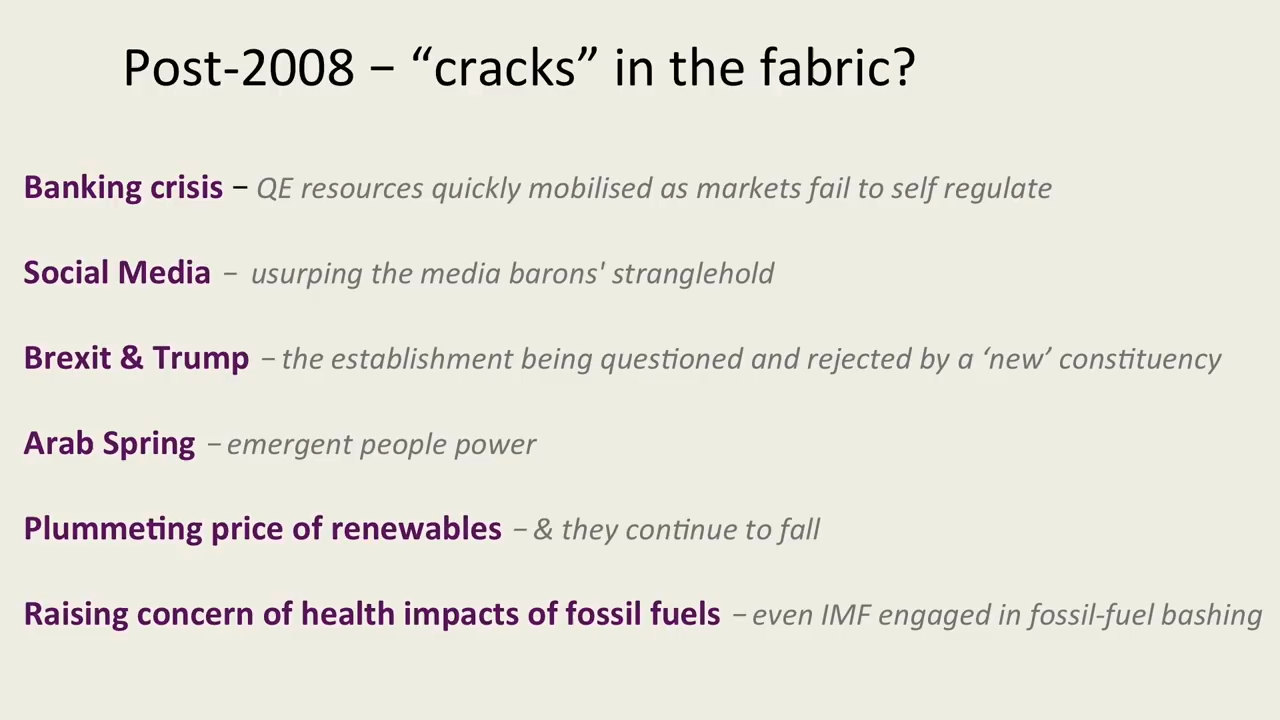 Post-2008 – “cracks” in the fabric?
Banking crisis – QE resources quickly mobilised as markets fail to self regulate
Social Media – usurping the media barons' stranglehold
Brexit & Trump – the establishment being questioned and rejected by a ‘new’ constituency
Arab Spring – emergent people power
Plummeting price of renewables – & they continue to fall
Raising concern of health impacts of fossil fuels – even IMF engaged in fossil-fuel bashing